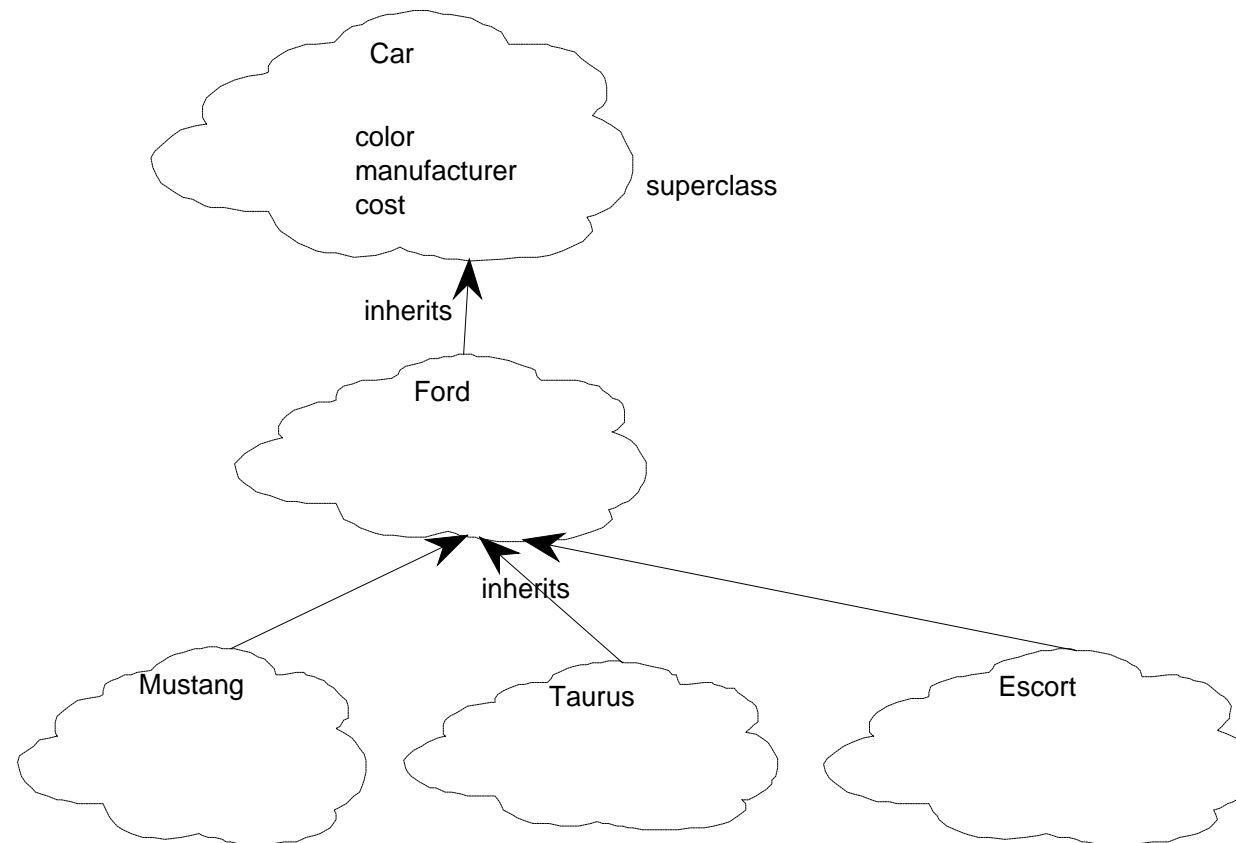 Car
color
manufacturer
cost
superclass
inherits
Ford
inherits
Mustang
Taurus
Escort